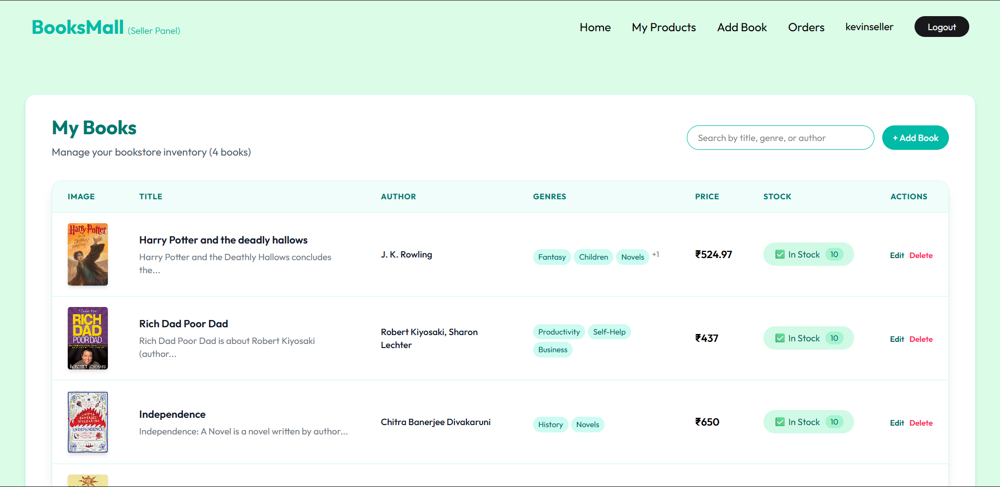 BooksMall (Seller Panel)
Home My Products Add Book Orders kevinseller Logout
My Books
Manage your bookstore inventory (4 books)
Search by title, genre, or author
+ Add Book
IMAGE TITLE AUTHOR GENRES PRICE STOCK ACTIONS
Harry Potter
Harry Potter and the deadly hallows
Harry Potter and the Deathly Hallows concludes
the...
J. K. Rowling
Fantasy Children Novels +1
₹524.97
✅ In Stock 10
Edit Delete
RICH
DAD
POOR DAD
ROBERT T. KIYOSAKI
Rich Dad Poor Dad
Rich Dad Poor Dad is about Robert Kiyosaki
(author...
Robert Kiyosaki, Sharon
Lechter
Productivity Self-Help
Business
₹437
✅ In Stock 10
Edit Delete
CHITRA
BANERJEE
DIVAKARUNI
INDEPENDENCE
Independence
Independence: A Novel is a novel written by author...
Chitra Banerjee Divakaruni
History Novels
₹650
✅ In Stock 10
Edit Delete
THE